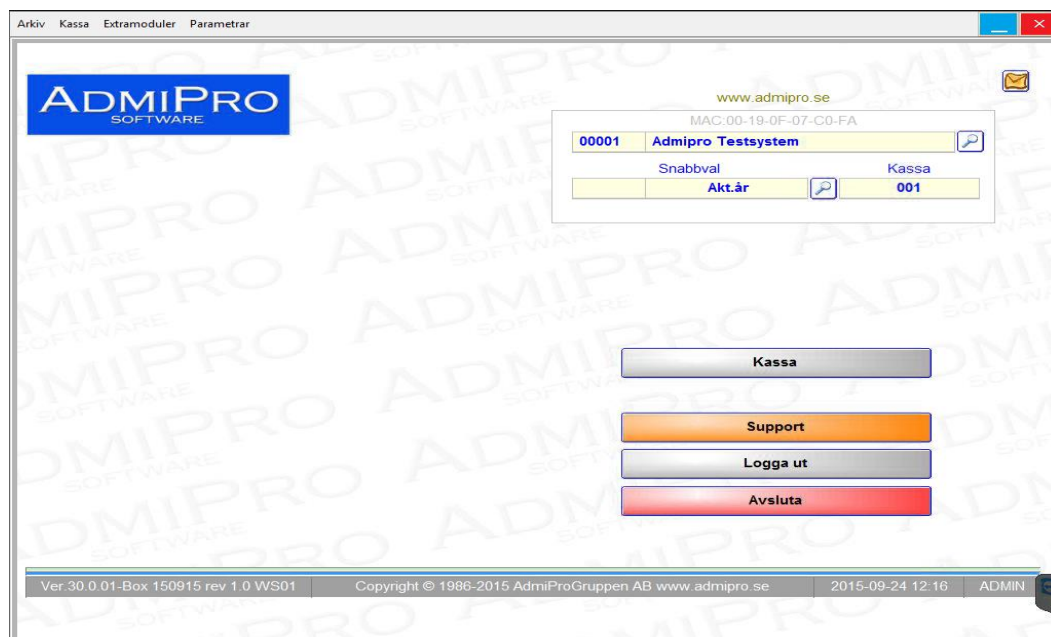 Arkiv Kassa Extramoduler Parametrar
ADMIPRO
SOFTWARE
www.admipro.se
MAC:00-19-0F-07-C0-FA
00001 Admipro Testsystem
Snabbval Kassa
Akt.år 001
Kassa
Support
Logga ut
Avsluta
Ver.30.0.01-Box 150915 rev 1.0 WS01 Copyright © 1986-2015 AdmiProGruppen AB www.admipro.se 2015-09-24 12:16 ADMIN